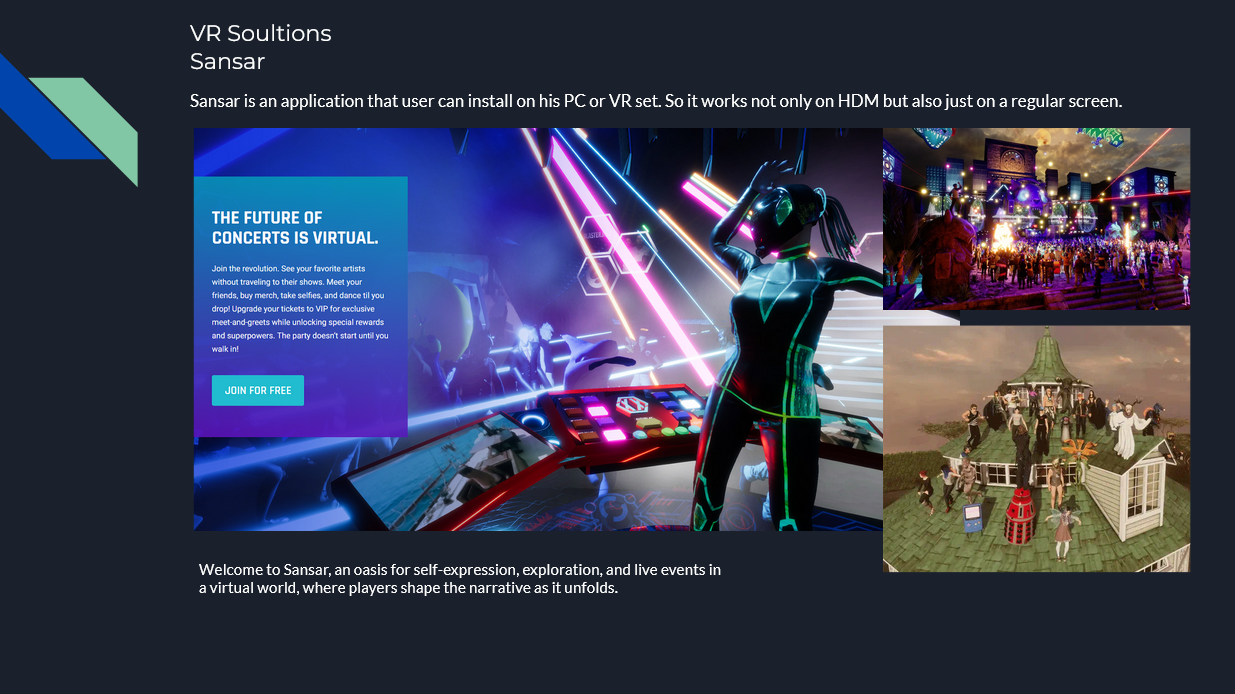 VR Soultions
Sansar
Sansar is an application that user can install on his PC or VR set. So it works not only on HDM but also just on a regular screen.
THE FUTURE OF
CONCERTS IS VIRTUAL.
Join the revolution. See your favorite artists
without traveling to their shows. Meet your
friends, buy merch, take selfies, and dance til you
drop! Upgrade your tickets to VIP for exclusive
meet-and-greets while unlocking special rewards
and superpowers. The party doesn't start until you
walk in!
JOIN FOR FREE
Welcome to Sansar, an oasis for self-expression, exploration, and live events in
a virtual world, where players shape the narrative as it unfolds.